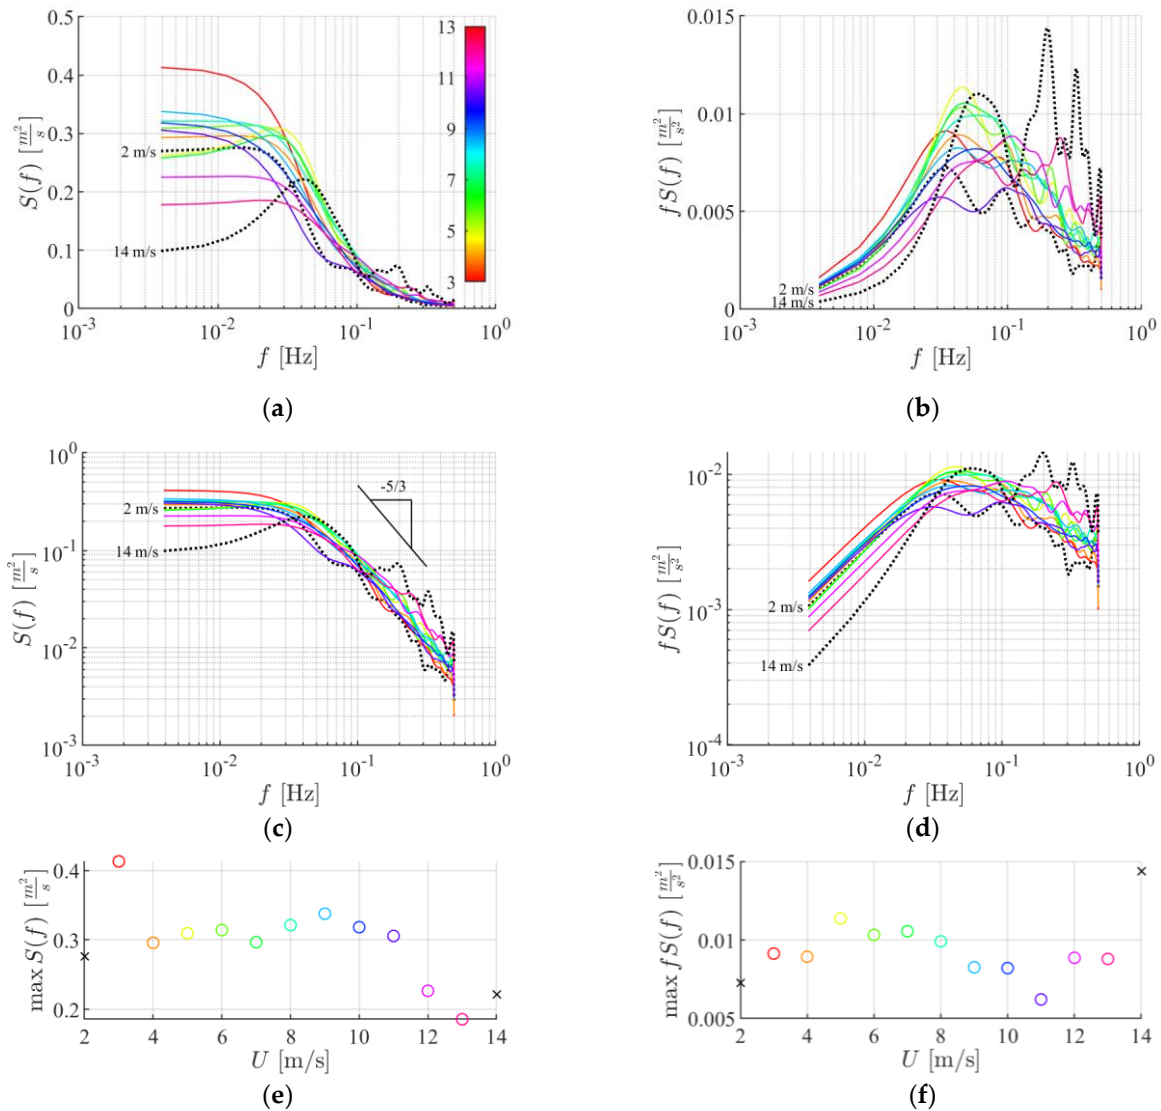 0.5
0.4
0.3
0.2
0.1
0
S(f) [m²/s]
2 m/s
14 m/s
13
11
9
7
5
3
10⁻³ 10⁻² 10⁻¹ 10⁰
f [Hz]
(a)
0.015
0.01
0.005
0
fS(f) [m²/s²]
2 m/s
14 m/s
10⁻³ 10⁻² 10⁻¹ 10⁰
f [Hz]
(b)
10⁰
10⁻¹
10⁻²
10⁻³
S(f) [m²/s]
-5/3
2 m/s
14 m/s
10⁻³ 10⁻² 10⁻¹ 10⁰
f [Hz]
(c)
10⁻²
10⁻³
10⁻⁴
fS(f) [m²/s²]
2 m/s
14 m/s
10⁻³ 10⁻² 10⁻¹ 10⁰
f [Hz]
(d)
0.4
0.3
0.2
max S(f) [m²/s]
2 4 6 8 10 12 14
U [m/s]
(e)
0.015
0.01
0.005
max fS(f) [m²/s²]
2 4 6 8 10 12 14
U [m/s]
(f)